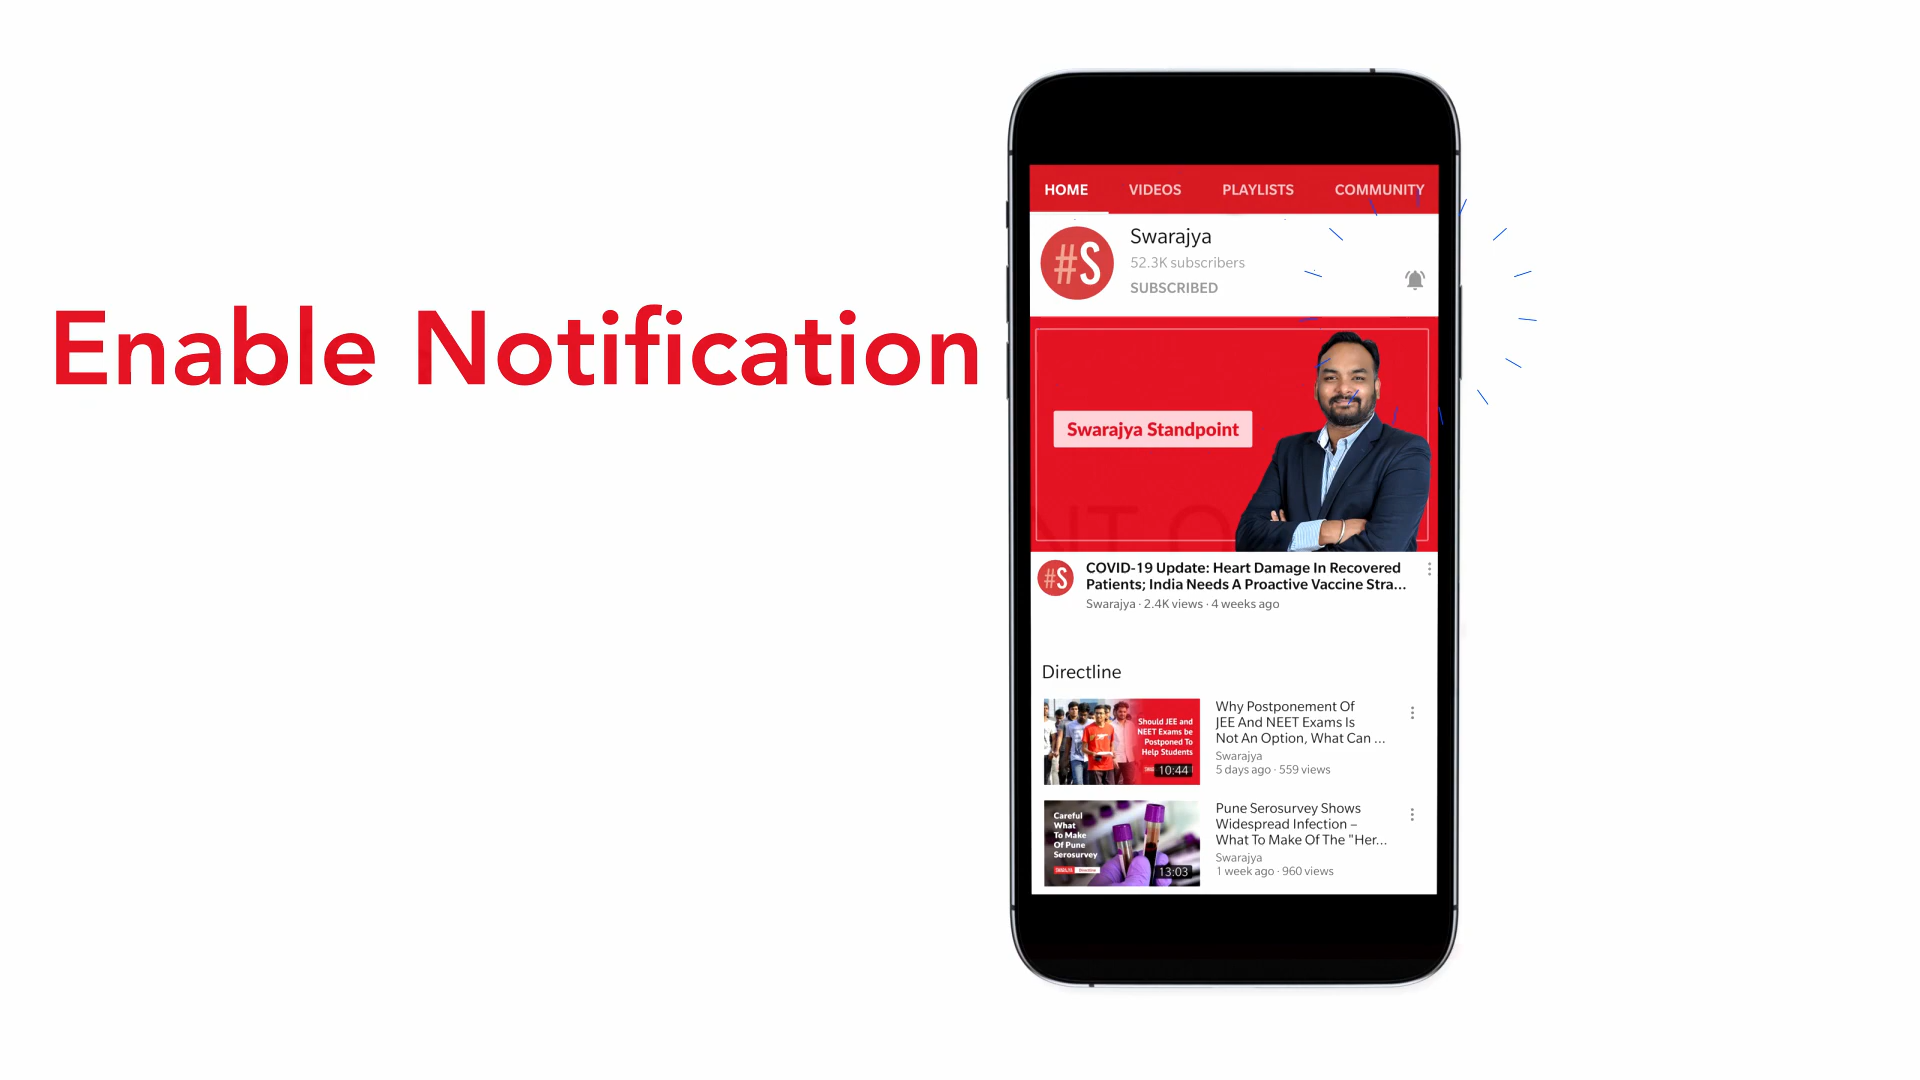 Enable Notification
HOME VIDEOS PLAYLISTS COMMUNITY
#S
Swarajya
52.3K subscribers
SUBSCRIBED
Swarajya Standpoint
NT O
#S
COVID-19 Update: Heart Damage In Recovered
Patients; India Needs A Proactive Vaccine Stra...
Swarajya · 2.4K views · 4 weeks ago
Directline
Should JEE and
NEET Exams be
Postponed To
Help Students
10:44
Why Postponement Of
JEE And NEET Exams Is
Not An Option, What Can ...
Swarajya
5 days ago · 559 views
Careful
What
To Make
Of Pune
Serosurvey
Directline
13:03
Pune Serosurvey Shows
Widespread Infection –
What To Make Of The "Her...
Swarajya
1 week ago · 960 views